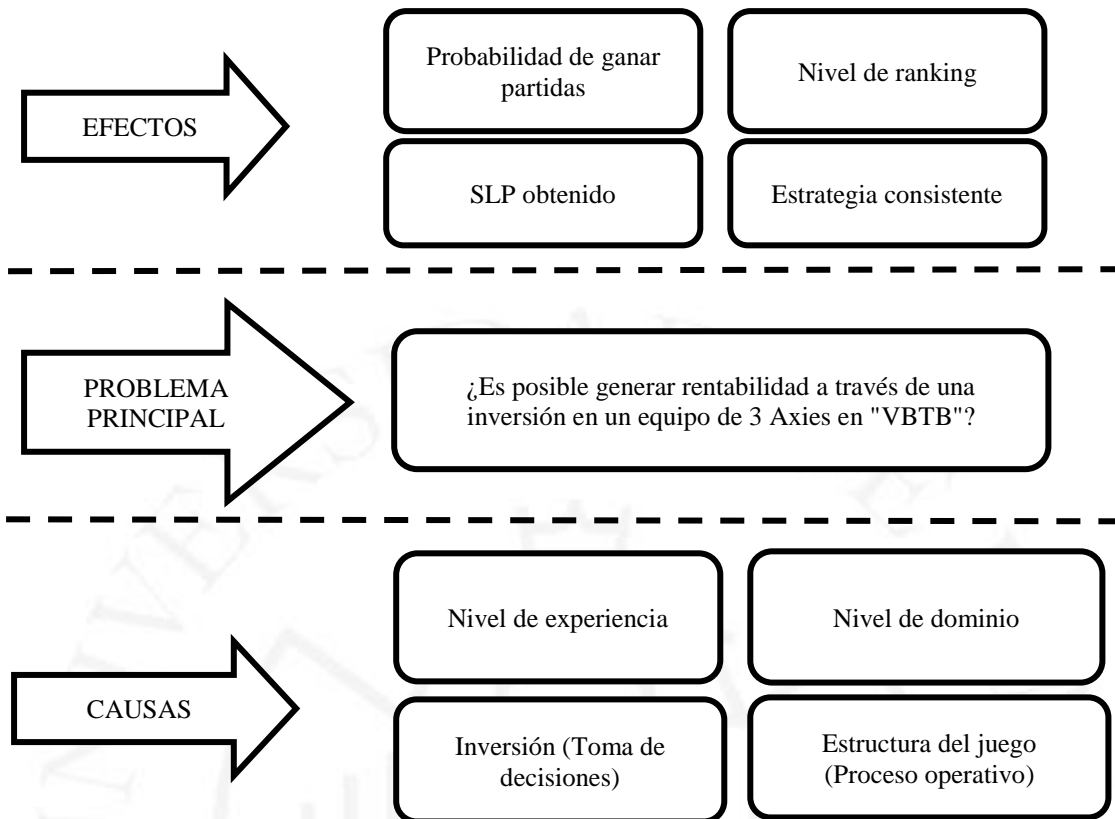 EFECTOS
Probabilidad de ganar
partidas
Nivel de ranking
SLP obtenido
Estrategia consistente
PROBLEMA
PRINCIPAL
¿Es posible generar rentabilidad a través de una
inversión en un equipo de 3 Axies en "VBTB"?
CAUSAS
Nivel de experiencia
Nivel de dominio
Inversión (Toma de
decisiones)
Estructura del juego
(Proceso operativo)